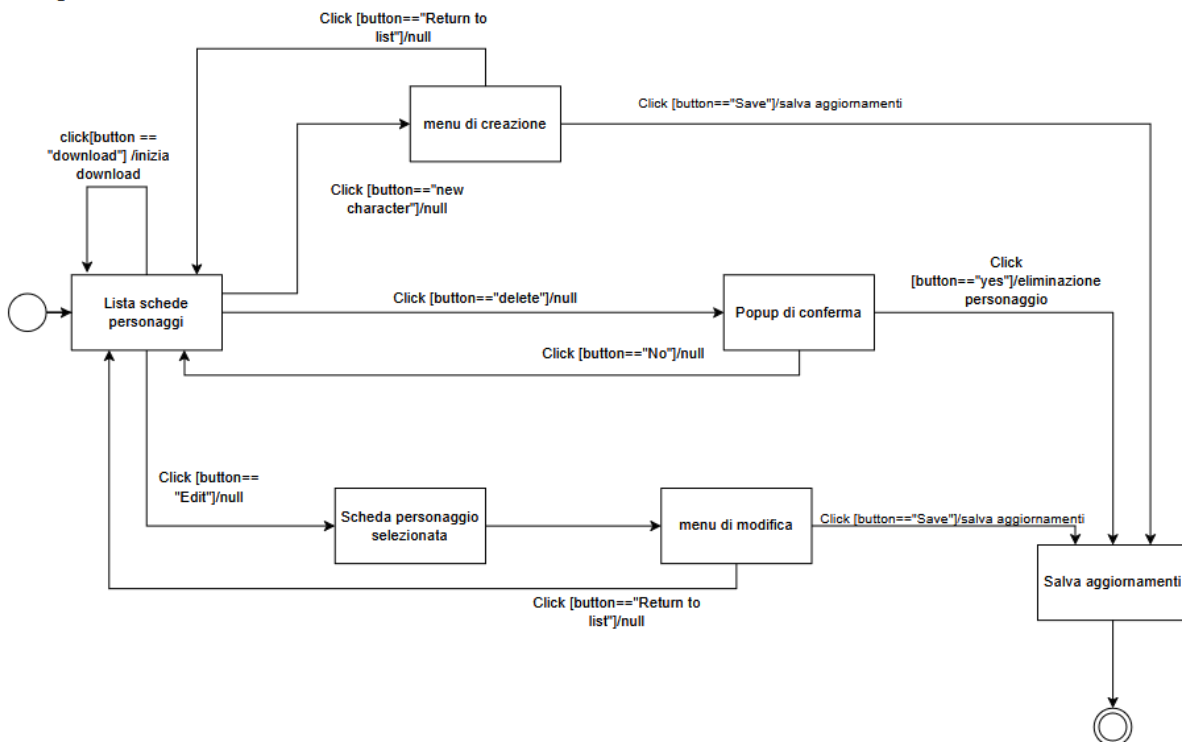 Click [button=="Return to
list"]/null
menu di creazione
Click [button=="Save"]/salva aggiornamenti
click[button ==
"download"] /inizia
download
Click [button=="new
character"]/null
Lista schede
personaggi
Click [button=="delete"]/null
Popup di conferma
Click
[button=="yes"]/eliminazione
personaggio
Click [button=="No"]/null
Click [button==
"Edit"]/null
Scheda personaggio
selezionata
menu di modifica
Click [button=="Save"]/salva aggiornamenti
Salva aggiornamenti
Click [button=="Return to
list"]/null